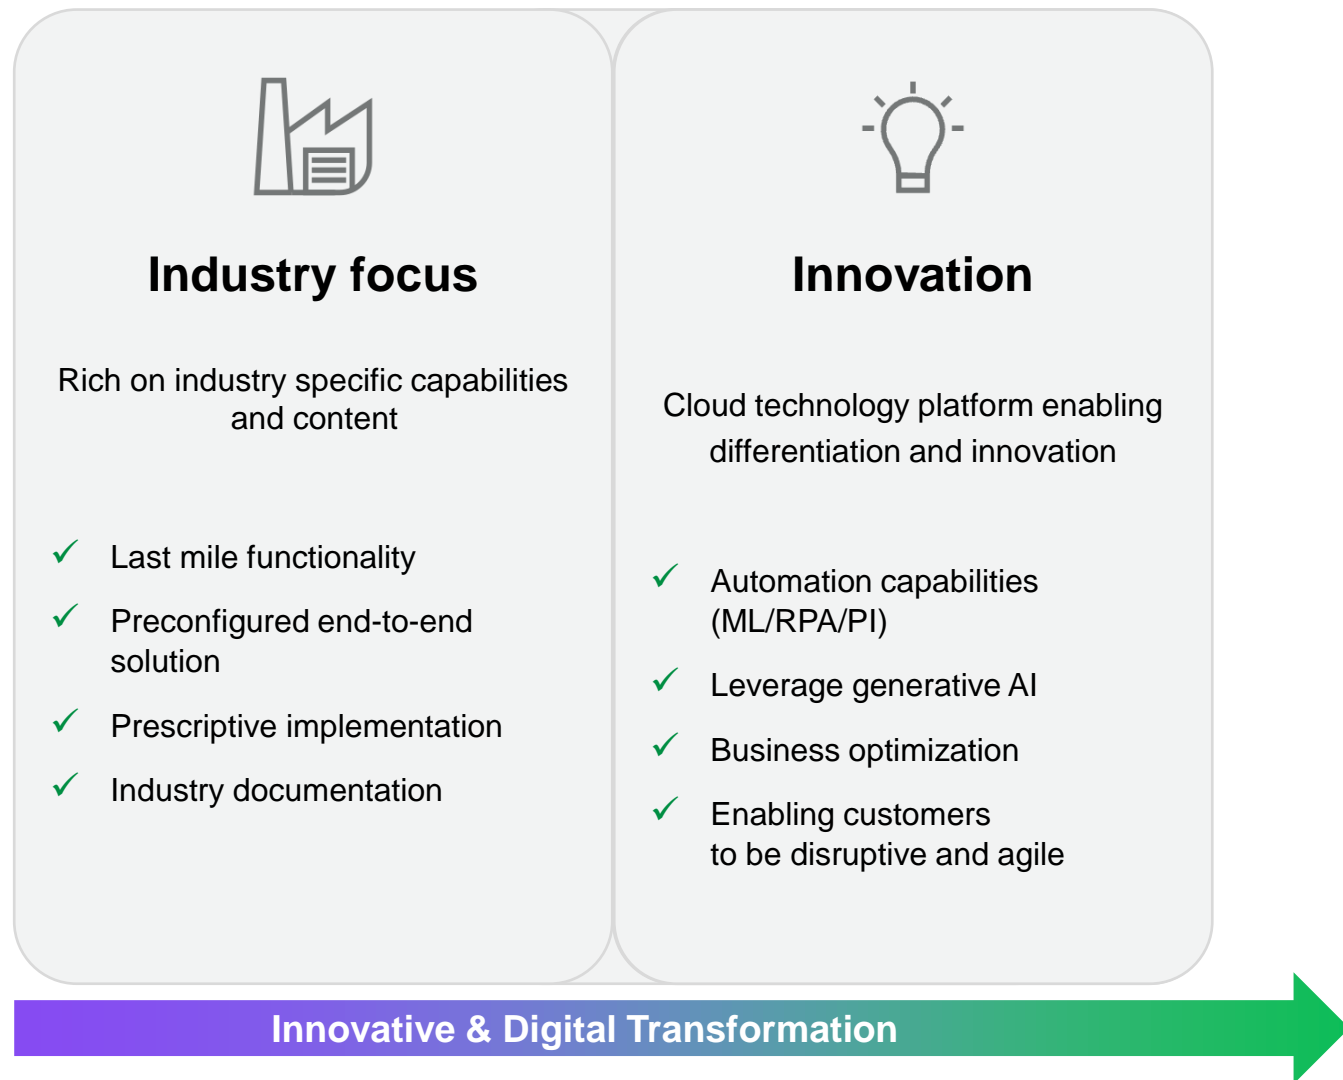 Industry focus
Rich on industry specific capabilities
and content
Last mile functionality
Preconfigured end-to-end
solution
Prescriptive implementation
Industry documentation
Innovation
Cloud technology platform enabling
differentiation and innovation
Automation capabilities
(ML/RPA/PI)
Leverage generative AI
Business optimization
Enabling customers
to be disruptive and agile
Innovative & Digital Transformation